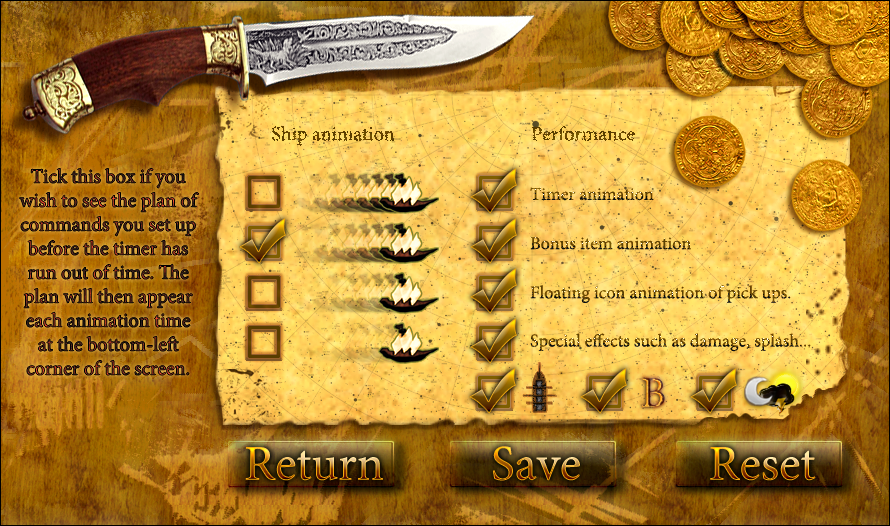 Ship animation
Performance
Tick this box if you
wish to see the plan of
commands you set up
before the timer has
run out of time. The
plan will then appear
each animation time
at the bottom-left
corner of the screen.
Timer animation
Bonus item animation
Floating icon animation of pick ups.
Special effects such as damage, splash...
B
Return
Save
Reset